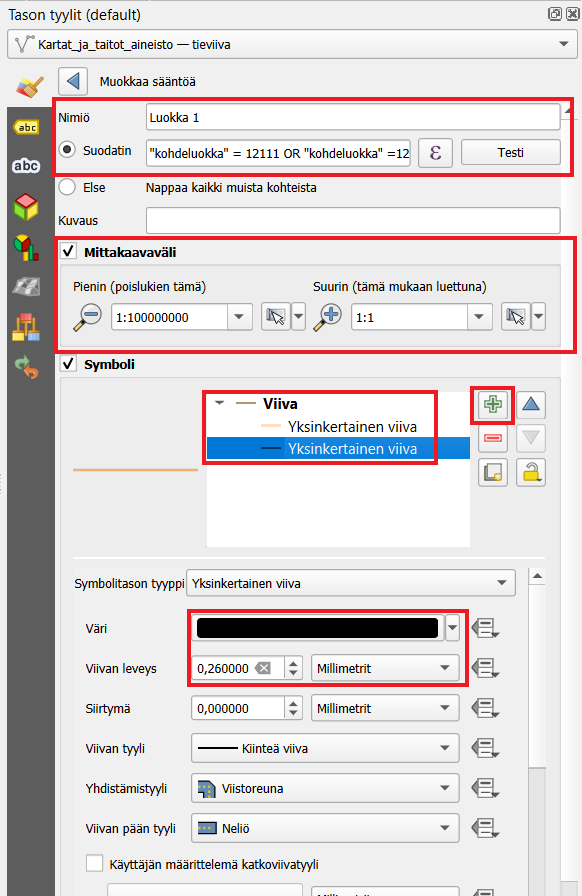 Tason tyylit (default)
Kartat_ja_taitot_aineisto — tieviiva
Muokkaa sääntöä
Nimiö
Luokka 1
abc
Suodatin
"kohdeluokka" = 12111 OR "kohdeluokka" =12
ε
Testi
abc
Else
Nappaa kaikki muista kohteista
Kuvaus
Mittakaavaväli
Pienin (poislukien tämä)
Suurin (tämä mukaan luettuna)
1:100000000
1:1
Symboli
Viiva
Yksinkertainen viiva
Yksinkertainen viiva
Symbolitason tyyppi
Yksinkertainen viiva
Väri
Viivan leveys
0,260000
Millimetrit
Siirtymä
0,000000
Millimetrit
Viivan tyyli
Kiinteä viiva
Yhdistämistyyli
Viistoreuna
Viivan pään tyyli
Neliö
Käyttäjän määrittelemä katkoviivatyyli